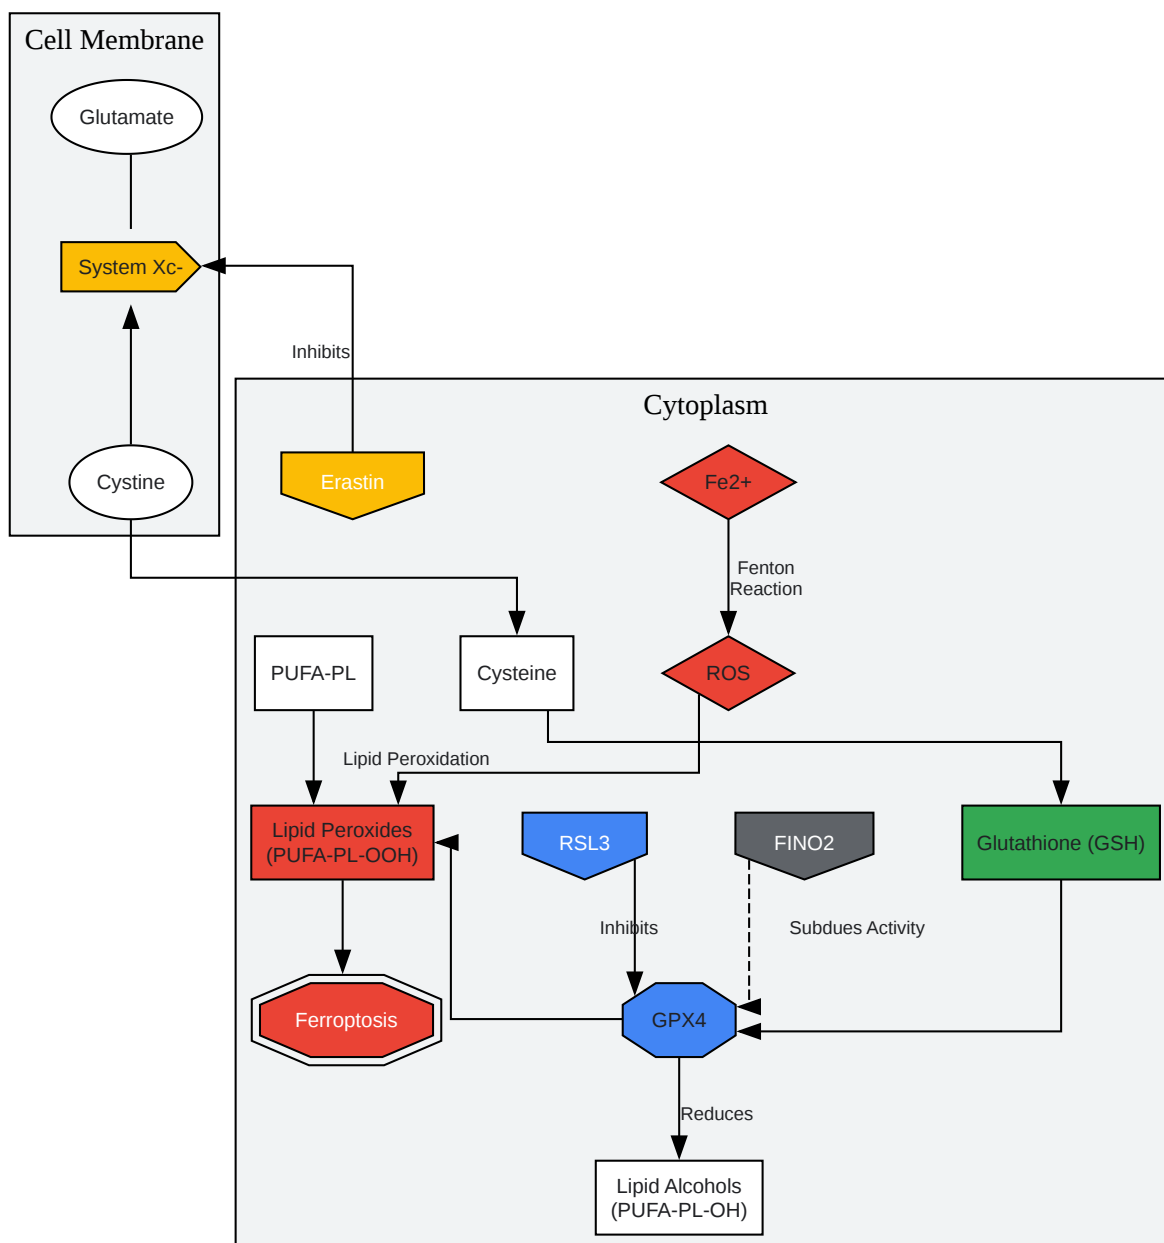 Cell Membrane
Glutamate
System Xc-
Inhibits
Cytoplasm
Cystine
Erastin
Fe2+
Fenton
Reaction
PUFA-PL
Cysteine
ROS
Lipid Peroxidation
Lipid Peroxides
(PUFA-PL-OOH)
RSL3
FINO2
Glutathione (GSH)
Inhibits
Subdues Activity
Ferroptosis
GPX4
Reduces
Lipid Alcohols
(PUFA-PL-OH)